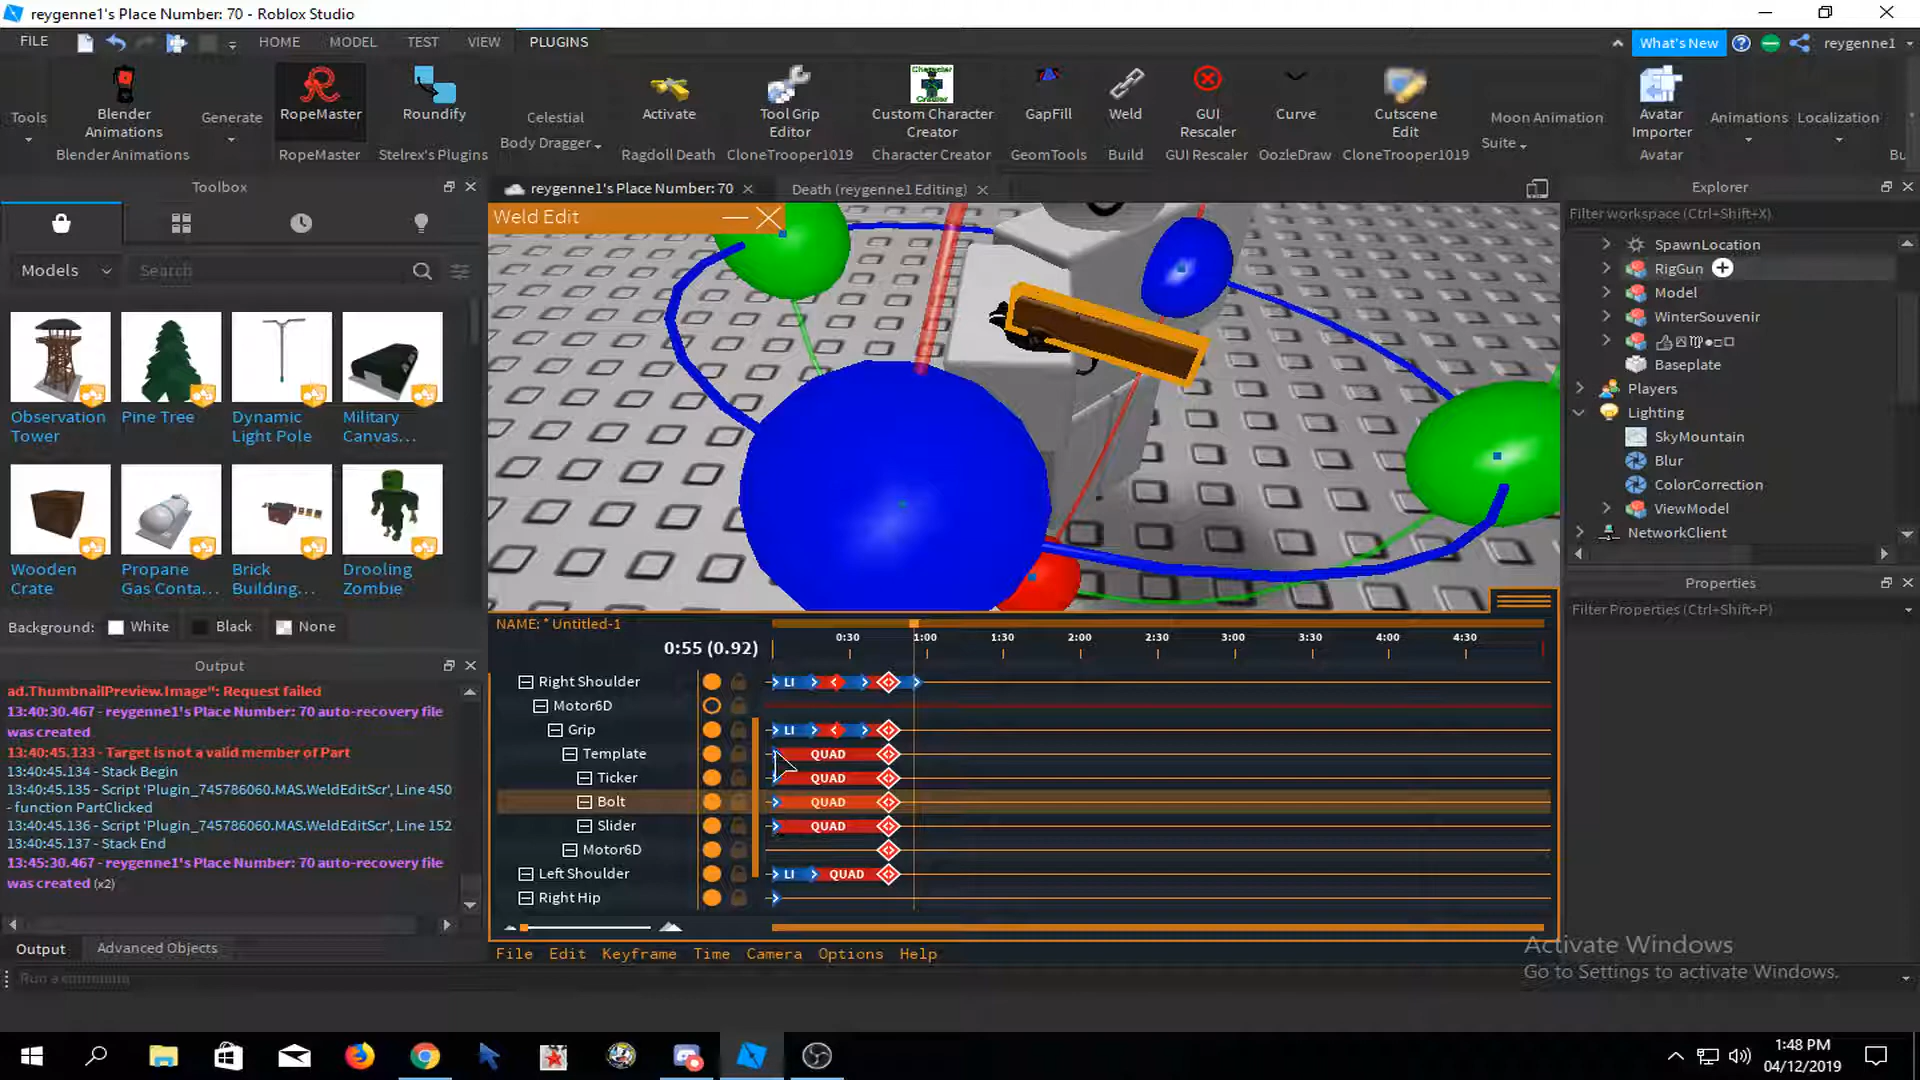 reygenne1's Place Number: 70 - Roblox Studio
FILE
HOME
MODEL
TEST
VIEW
PLUGINS
What's New
reygenne1
Tools
Blender Animations
Generate
RopeMaster
Roundify
Celestial Body Dragger
Activate
Tool Grip Editor
Custom Character Creator
GapFill
Weld
GUI Rescaler
Curve
Cutscene Edit
Moon Animation Suite
Avatar Importer
Animations
Localization
Blender Animations
RopeMaster
Stelrex's Plugins
Ragdoll Death
CloneTrooper1019
Character Creator
GeomTools
Build
GUI Rescaler
OozleDraw
CloneTrooper1019
Avatar
Bu
Toolbox
reygenne1's Place Number: 70
Death (reygenne1 Editing)
Explorer
Models
Search
Observation Tower
Pine Tree
Dynamic Light Pole
Military Canvas...
Wooden Crate
Propane Gas Conta...
Brick Building...
Drooling Zombie
Background:
White
Black
None
Output
ad.ThumbnailPreview.Image": Request failed
13:40:30.467 - reygenne1's Place Number: 70 auto-recovery file
was created
13:40:45.133 - Target is not a valid member of Part
13:40:45.134 - Stack Begin
13:40:45.135 - Script 'Plugin_745786060.MAS.WeldEditScr', Line 450
- function PartClicked
13:40:45.136 - Script 'Plugin_745786060.MAS.WeldEditScr', Line 152
13:40:45.137 - Stack End
13:45:30.467 - reygenne1's Place Number: 70 auto-recovery file
was created (x2)
Output
Advanced Objects
Run a command
Weld Edit
NAME: * Untitled-1
0:55 (0.92)
0:30
1:00
1:30
2:00
2:30
3:00
3:30
4:00
4:30
Right Shoulder
LI
Motor6D
Grip
LI
Template
QUAD
Ticker
QUAD
Bolt
QUAD
Slider
QUAD
Motor6D
Left Shoulder
LI
QUAD
Right Hip
File
Edit
Keyframe
Time
Camera
Options
Help
Filter workspace (Ctrl+Shift+X)
SpawnLocation
RigGun
Model
WinterSouvenir
Baseplate
Players
Lighting
SkyMountain
Blur
ColorCorrection
ViewModel
NetworkClient
Properties
Filter Properties (Ctrl+Shift+P)
Activate Windows
Go to Settings to activate Windows.
1:48 PM
04/12/2019